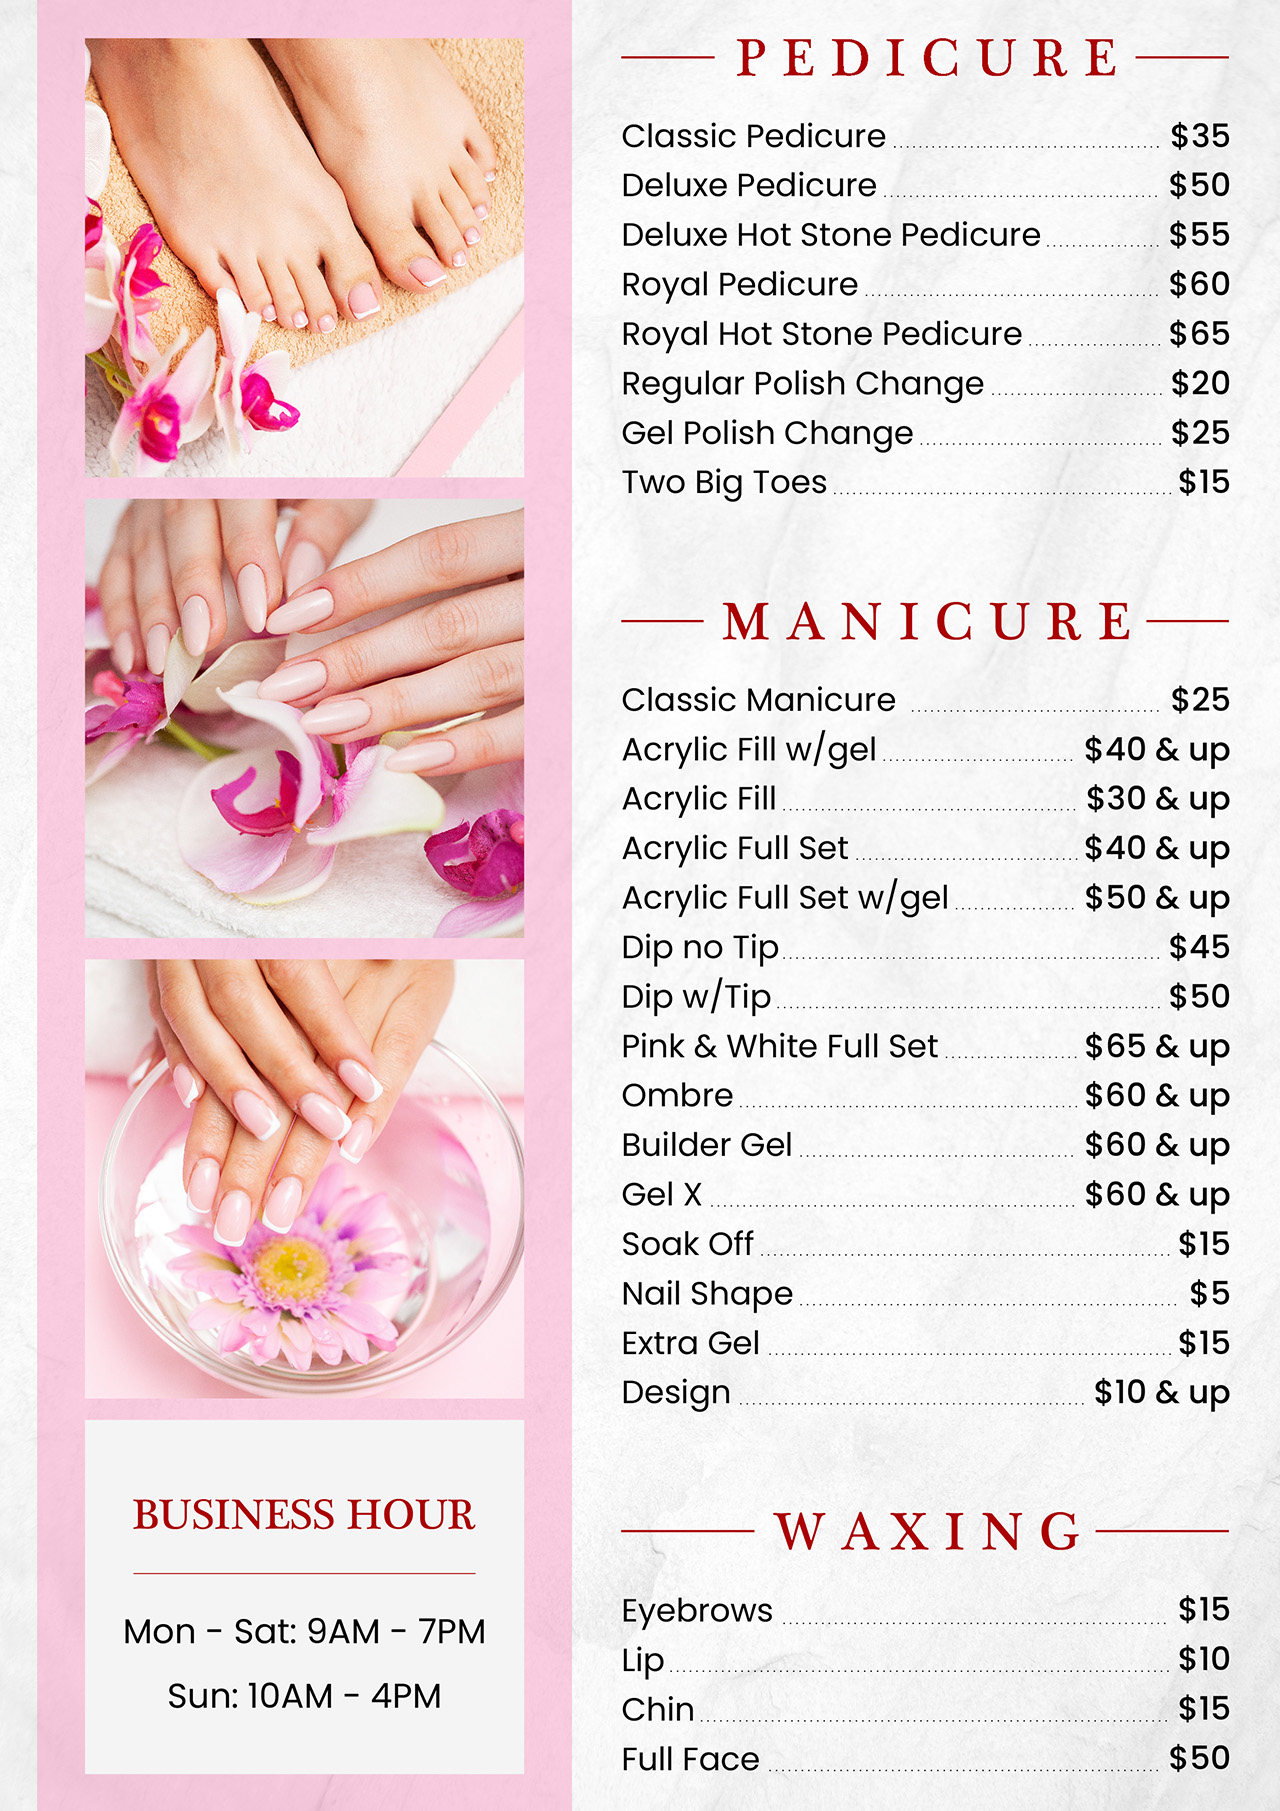 PEDICURE
Classic Pedicure $35
Deluxe Pedicure $50
Deluxe Hot Stone Pedicure $55
Royal Pedicure $60
Royal Hot Stone Pedicure $65
Regular Polish Change $20
Gel Polish Change $25
Two Big Toes $15
MANICURE
Classic Manicure $25
Acrylic Fill w/gel $40 & up
Acrylic Fill $30 & up
Acrylic Full Set $40 & up
Acrylic Full Set w/gel $50 & up
Dip no Tip $45
Dip w/Tip $50
Pink & White Full Set $65 & up
Ombre $60 & up
Builder Gel $60 & up
Gel X $60 & up
Soak Off $15
Nail Shape $5
Extra Gel $15
Design $10 & up
WAXING
Eyebrows $15
Lip $10
Chin $15
Full Face $50
BUSINESS HOUR
Mon - Sat: 9AM - 7PM
Sun: 10AM - 4PM